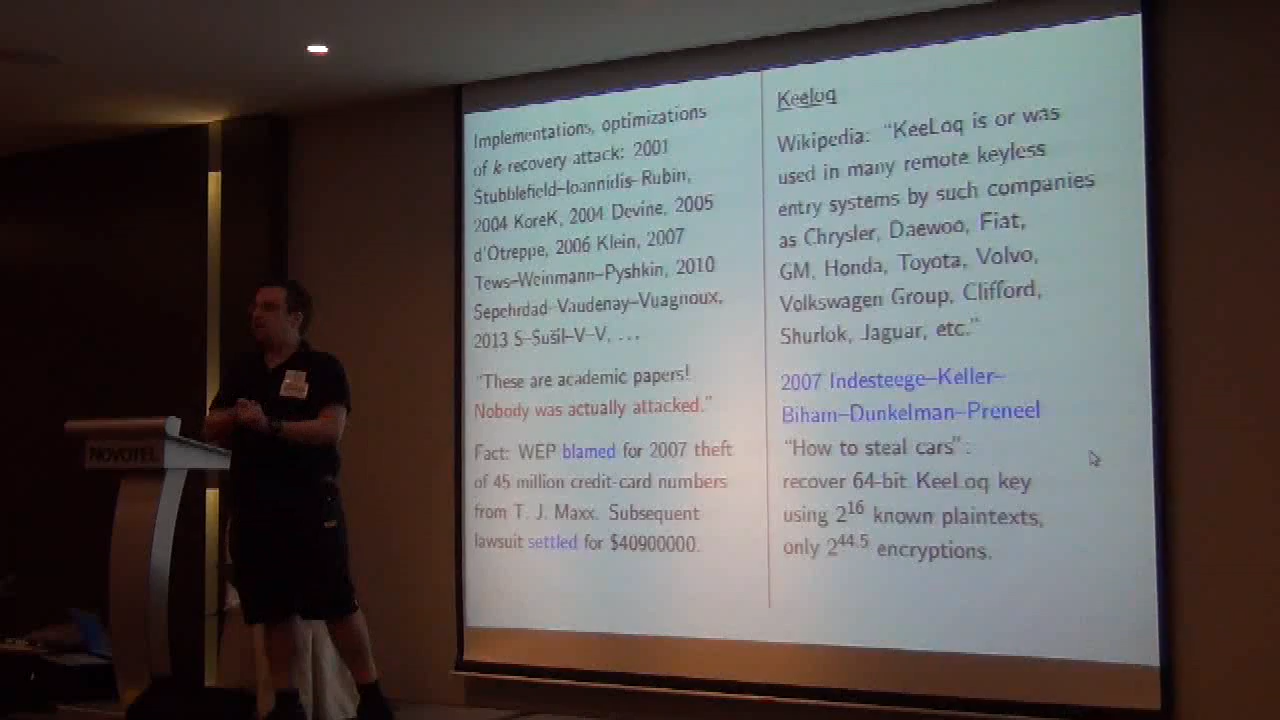 Implementations, optimizations
of k-recovery attack: 2001
Stubblefield–Ioannidis–Rubin,
2004 KoreK, 2004 Devine, 2005
d'Otreppe, 2006 Klein, 2007
Tews–Weinmann–Pyshkin, 2010
Sepehrdad–Vaudenay–Vuagnoux,
2013 S–Sušil–V–V, . . .
“These are academic papers!
Nobody was actually attacked.”
Fact: WEP blamed for 2007 theft
of 45 million credit-card numbers
from T. J. Maxx. Subsequent
lawsuit settled for $40900000.
Keeloq
Wikipedia: “KeeLoq is or was
used in many remote keyless
entry systems by such companies
as Chrysler, Daewoo, Fiat,
GM, Honda, Toyota, Volvo,
Volkswagen Group, Clifford,
Shurlok, Jaguar, etc.”
2007 Indesteege–Keller–
Biham–Dunkelman–Preneel
“How to steal cars”:
recover 64-bit KeeLoq key
using 2^16 known plaintexts,
only 2^44.5 encryptions.
NOVOTEL